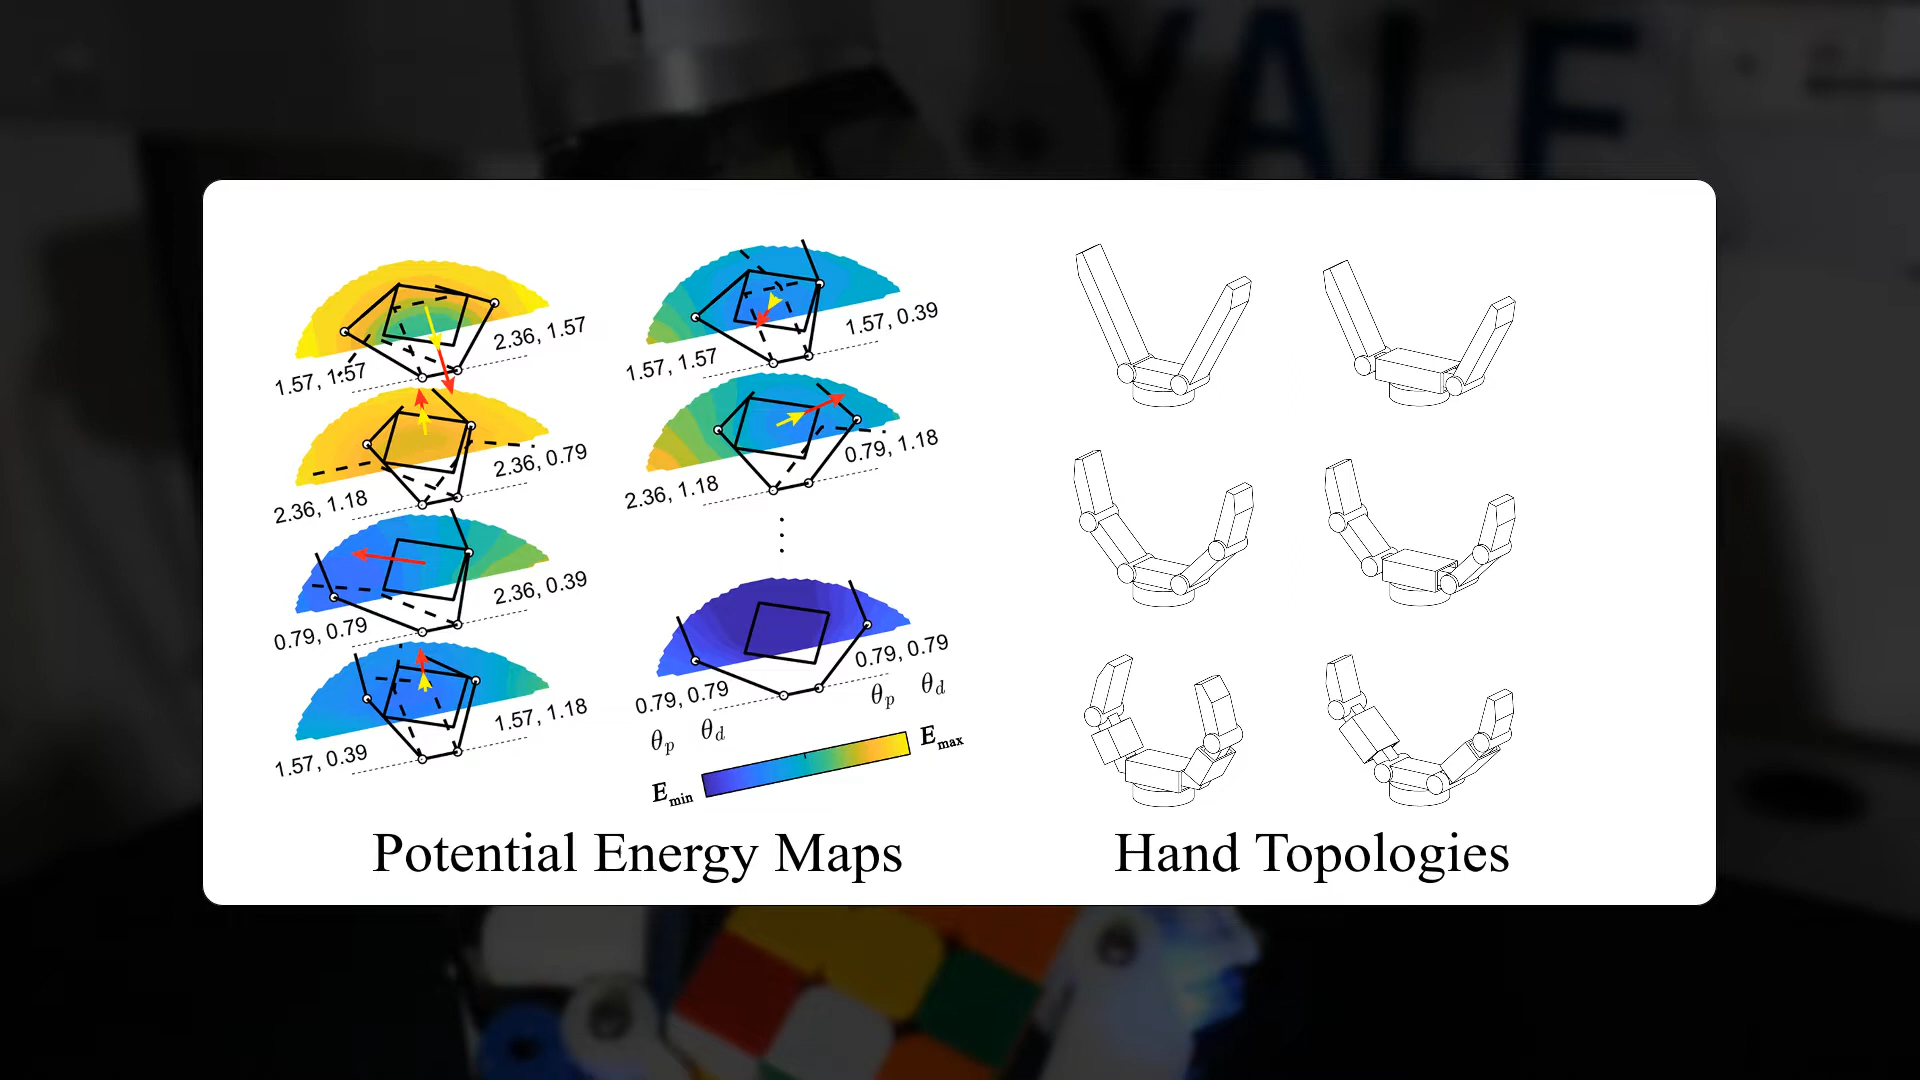 YALE
1.57, 1.57
2.36, 1.57
2.36, 1.18
2.36, 0.79
0.79, 0.79
2.36, 0.39
1.57, 0.39
1.57, 1.18
1.57, 1.57
1.57, 0.39
2.36, 1.18
0.79, 1.18
0.79, 0.79
0.79, 0.79
θp θd
θp θd
Emin
Emax
Potential Energy Maps
Hand Topologies